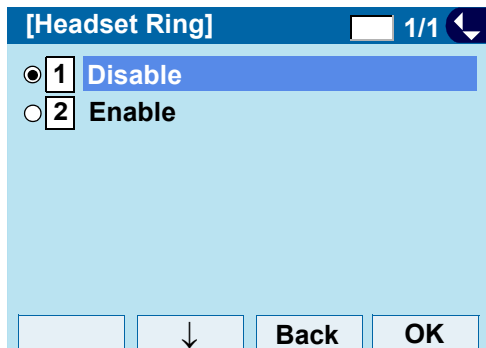 [Headset Ring] 1/1
1 Disable
2 Enable
↓ Back OK